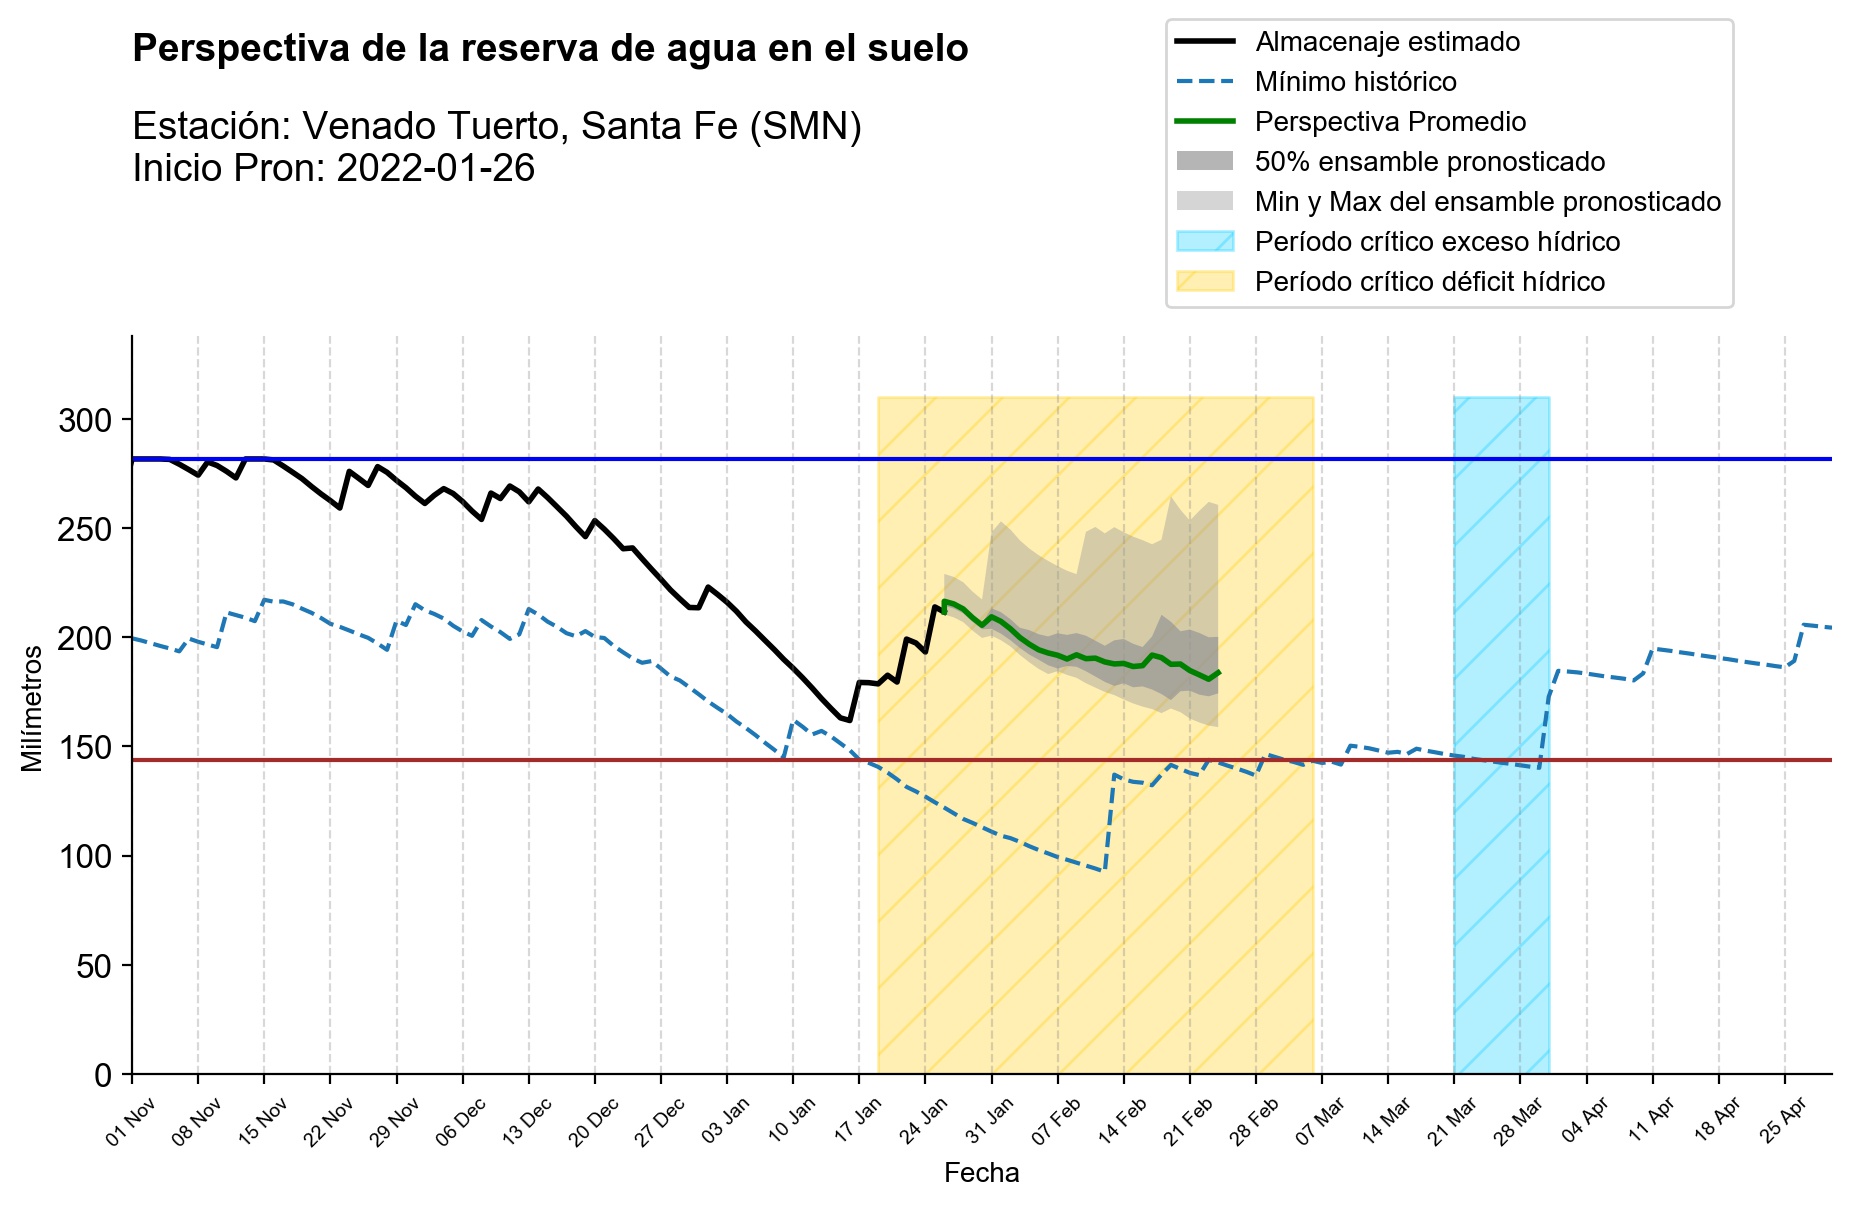 Perspectiva de la reserva de agua en el suelo
Estación: Venado Tuerto, Santa Fe (SMN)
Inicio Pron: 2022-01-26
Almacenaje estimado
Mínimo histórico
Perspectiva Promedio
50% ensamble pronosticado
Min y Max del ensamble pronosticado
Período crítico exceso hídrico
Período crítico déficit hídrico
300
250
200
150
100
50
0
Milímetros
01 Nov
08 Nov
15 Nov
22 Nov
29 Nov
06 Dec
13 Dec
20 Dec
27 Dec
03 Jan
10 Jan
17 Jan
24 Jan
31 Jan
07 Feb
14 Feb
21 Feb
28 Feb
07 Mar
14 Mar
21 Mar
28 Mar
04 Apr
11 Apr
18 Apr
25 Apr
Fecha